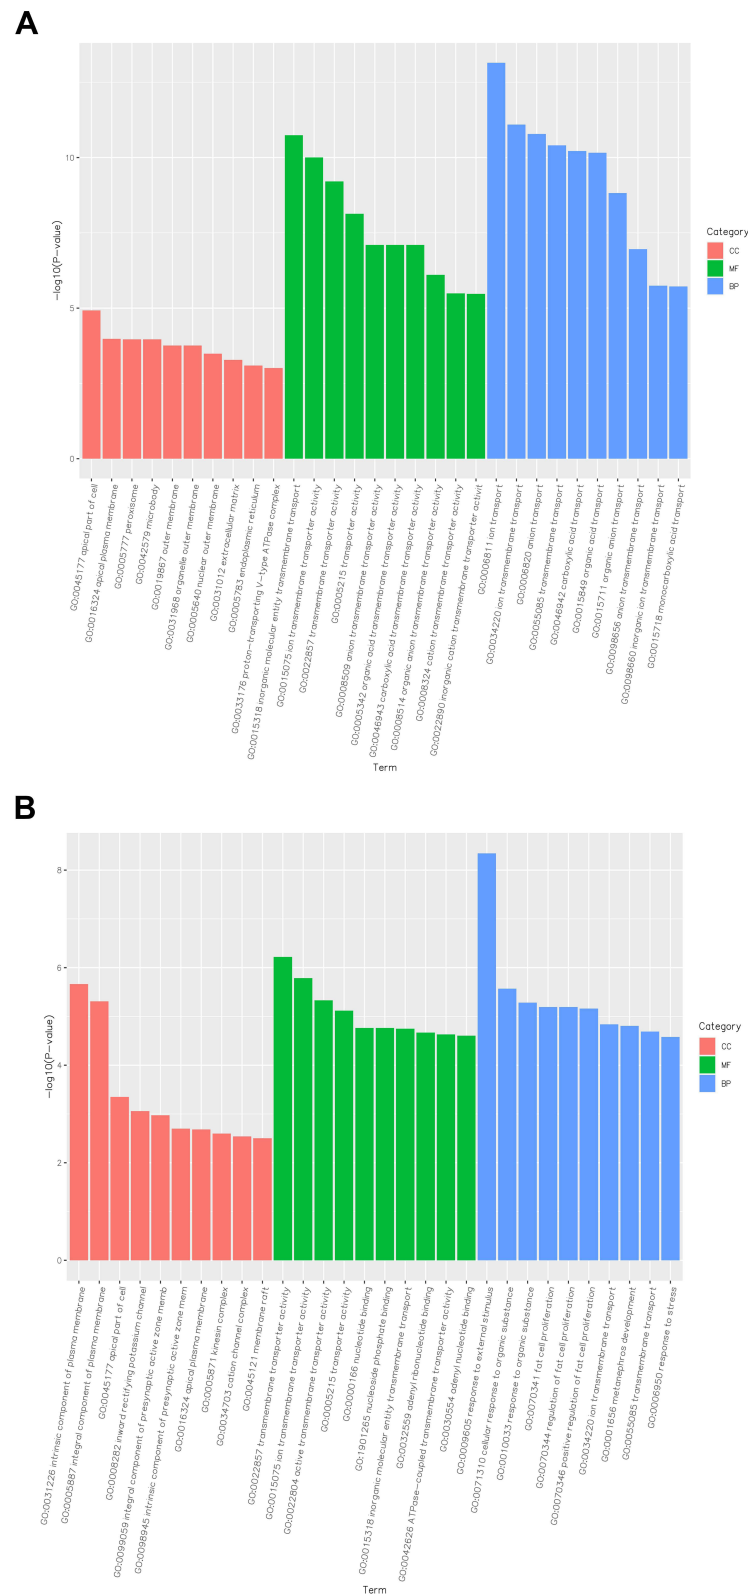 A
-log10(P-value)
10
5
0
GO:0045177 apical part of cell
GO:0016324 apical plasma membrane
GO:0005777 peroxisome
GO:0042579 microbody
GO:0019867 outer membrane
GO:0031968 organelle outer membrane
GO:0005640 nuclear outer membrane
GO:0031012 extracellular matrix
GO:0005783 endoplasmic reticulum
GO:0033176 proton-transporting V-type ATPase complex
GO:0015318 inorganic molecular entity transmembrane transport
GO:0015075 ion transmembrane transporter activity
GO:0022857 transmembrane transporter activity
GO:0005215 transporter activity
GO:0008509 anion transmembrane transporter activity
GO:0005342 organic acid transmembrane transporter activity
GO:0046943 carboxylic acid transmembrane transporter activity
GO:0008514 organic anion transmembrane transporter activity
GO:0008324 cation transmembrane transporter activity
GO:0022890 inorganic cation transmembrane transporter activit
GO:0006811 ion transport
GO:0034220 ion transmembrane transport
GO:0006820 anion transport
GO:0055085 transmembrane transport
GO:0046942 carboxylic acid transport
GO:0015849 organic acid transport
GO:0015711 organic anion transport
GO:0098656 anion transmembrane transport
GO:0098660 inorganic ion transmembrane transport
GO:0015718 monocarboxylic acid transport
Term
Category
CC
MF
BP
B
-log10(P-value)
8
6
4
2
0
GO:0031226 intrinsic component of plasma membrane
GO:0005887 integral component of plasma membrane
GO:0045177 apical part of cell
GO:0008282 inward rectifying potassium channel
GO:0099059 integral component of presynaptic active zone memb
GO:0098945 intrinsic component of presynaptic active zone mem
GO:0016324 apical plasma membrane
GO:0005871 kinesin complex
GO:0034703 cation channel complex
GO:0045121 membrane raft
GO:0022857 transmembrane transporter activity
GO:0015075 ion transmembrane transporter activity
GO:0022804 active transmembrane transporter activity
GO:0005215 transporter activity
GO:0000166 nucleotide binding
GO:1901265 nucleoside phosphate binding
GO:0015318 inorganic molecular entity transmembrane transport
GO:0032559 adenyl ribonucleotide binding
GO:0042626 ATPase-coupled transmembrane transporter activity
GO:0030554 adenyl nucleotide binding
GO:0009605 response to external stimulus
GO:0071310 cellular response to organic substance
GO:0010033 response to organic substance
GO:0070341 fat cell proliferation
GO:0070344 regulation of fat cell proliferation
GO:0070346 positive regulation of fat cell proliferation
GO:0034220 ion transmembrane transport
GO:0001656 metanephros development
GO:0055085 transmembrane transport
GO:0006950 response to stress
Term
Category
CC
MF
BP